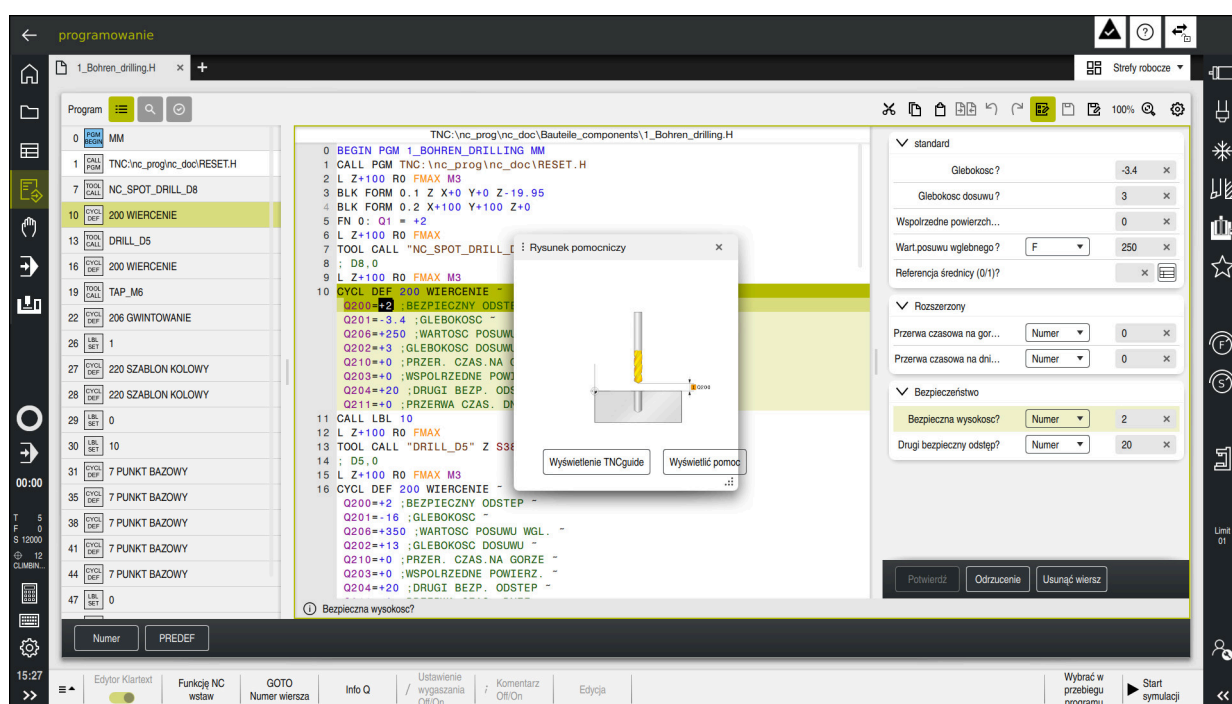 programowanie
1_Bohren_drilling.H × +
Strefy robocze
Program
100%
0 PGM BEGIN MM
1 CALL PGM TNC:\nc_prog\nc_doc\RESET.H
7 TOOL CALL NC_SPOT_DRILL_D8
10 CYCL DEF 200 WIERCENIE
13 TOOL CALL DRILL_D5
16 CYCL DEF 200 WIERCENIE
19 TOOL CALL TAP_M6
22 CYCL DEF 206 GWINTOWANIE
26 LBL SET 1
27 CYCL DEF 220 SZABLON KOLOWY
28 CYCL DEF 220 SZABLON KOLOWY
29 LBL SET 0
30 LBL SET 10
31 CYCL DEF 7 PUNKT BAZOWY
35 CYCL DEF 7 PUNKT BAZOWY
38 CYCL DEF 7 PUNKT BAZOWY
41 CYCL DEF 7 PUNKT BAZOWY
44 CYCL DEF 7 PUNKT BAZOWY
47 LBL SET 0
TNC:\nc_prog\nc_doc\Bauteile_components\1_Bohren_drilling.H
0 BEGIN PGM 1_BOHREN_DRILLING MM
1 CALL PGM TNC:\nc_prog\nc_doc\RESET.H
2 L Z+100 R0 FMAX M3
3 BLK FORM 0.1 Z X+0 Y+0 Z-19.95
4 BLK FORM 0.2 X+100 Y+100 Z+0
5 FN 0: Q1 = +2
6 L Z+100 R0 FMAX
7 TOOL CALL "NC_SPOT_DRILL_D
8 ; D8,0
9 L Z+100 R0 FMAX M3
10 CYCL DEF 200 WIERCENIE ~
Q200=+2 ;BEZPIECZNY ODSTE
Q201=-3.4 ;GLEBOKOSC ~
Q206=+250 ;WARTOSC POSUWU
Q202=+3 ;GLEBOKOSC DOSUWU
Q210=+0 ;PRZER. CZAS.NA G
Q203=+0 ;WSPOLRZEDNE POWI
Q204=+20 ;DRUGI BEZP. ODS
Q211=+0 ;PRZERWA CZAS. DN
11 CALL LBL 10
12 L Z+100 R0 FMAX
13 TOOL CALL "DRILL_D5" Z S38
14 ; D5,0
15 L Z+100 R0 FMAX M3
16 CYCL DEF 200 WIERCENIE ~
Q200=+2 ;BEZPIECZNY ODSTEP ~
Q201=-16 ;GLEBOKOSC ~
Q206=+350 ;WARTOSC POSUWU WGL. ~
Q202=+13 ;GLEBOKOSC DOSUWU ~
Q210=+0 ;PRZER. CZAS.NA GORZE ~
Q203=+0 ;WSPOLRZEDNE POWIERZ. ~
Q204=+20 ;DRUGI BEZP. ODSTEP ~
Bezpieczna wysokosc?
Rysunek pomocniczy ×
Wyświetlenie TNCguide
Wyświetlić pomoc
standard
Glebokosc? -3.4 ×
Glebokosc dosuwu? 3 ×
Wspolrzedne powierzch... 0 ×
Wart.posuwu wglebnego? F 250 ×
Referencja średnicy (0/1)? ×
Rozszerzony
Przerwa czasowa na gor... Numer 0 ×
Przerwa czasowa na dni... Numer 0 ×
Bezpieczeństwo
Bezpieczna wysokosc? Numer 2 ×
Drugi bezpieczny odstęp? Numer 20 ×
Potwierdź
Odrzucenie
Usunąć wiersz
Numer
PREDEF
00:00
T 5
F 0
S 12000
12
CLIMBIN...
15:27
Limit
01
Edytor Klartext
Funkcję NC
wstaw
GOTO
Numer wiersza
Info Q
Ustawienie
/ wygaszania
Off/On
; Komentarz
Off/On
Edycja
Wybrać w
przebiegu
programu
Start
symulacji